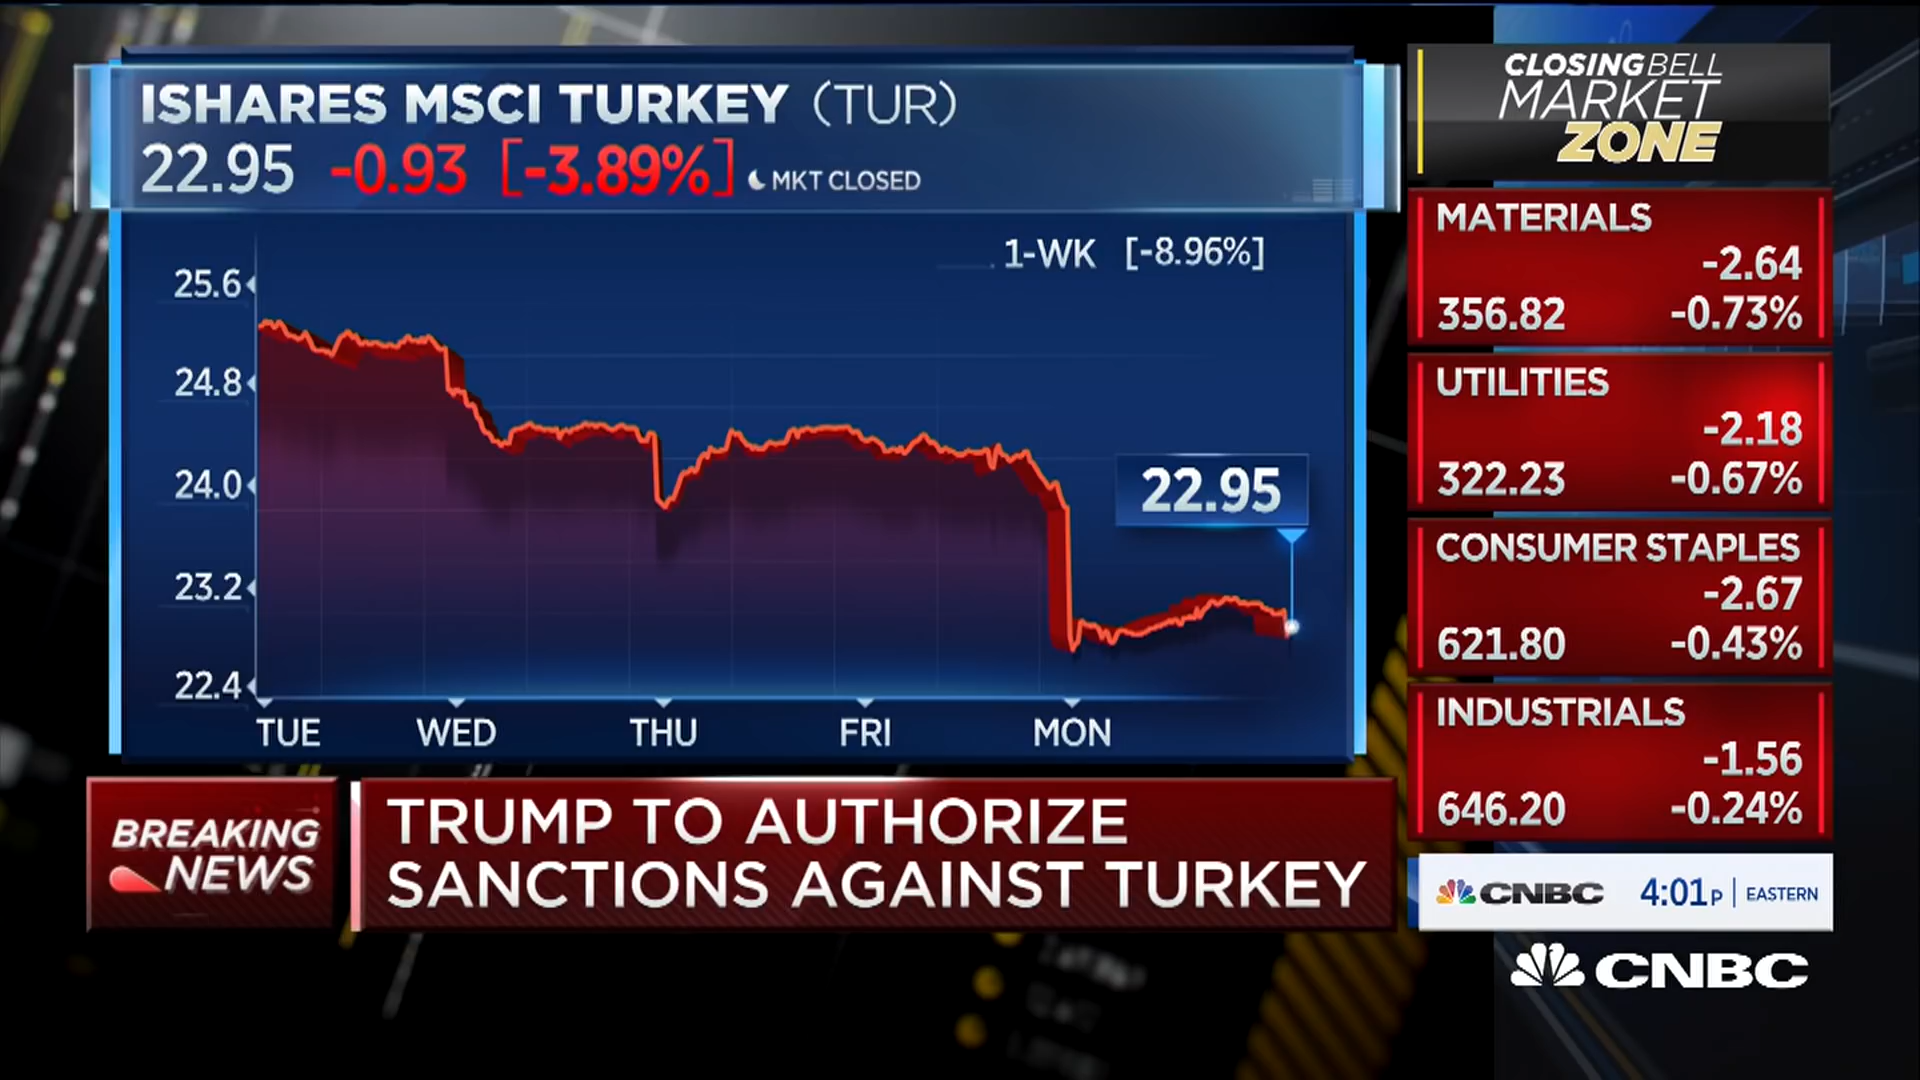 ISHARES MSCI TURKEY (TUR)
22.95 -0.93 [-3.89%] MKT CLOSED
1-WK [-8.96%]
25.6
24.8
24.0
23.2
22.4
22.95
TUE WED THU FRI MON
BREAKING
NEWS
TRUMP TO AUTHORIZE
SANCTIONS AGAINST TURKEY
CLOSING BELL
MARKET
ZONE
MATERIALS
-2.64
356.82 -0.73%
UTILITIES
-2.18
322.23 -0.67%
CONSUMER STAPLES
-2.67
621.80 -0.43%
INDUSTRIALS
-1.56
646.20 -0.24%
CNBC 4:01P | EASTERN
CNBC